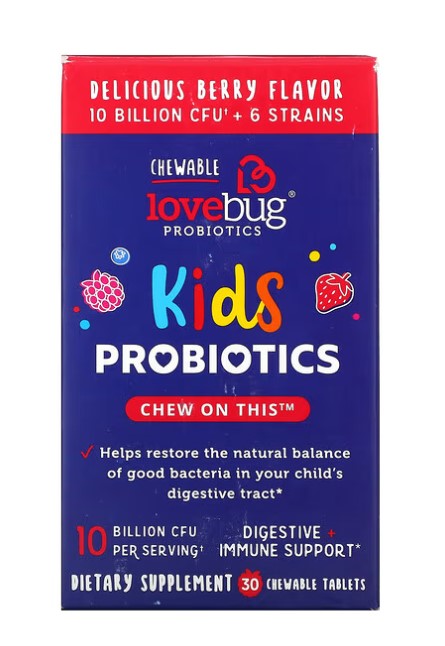 DELICIOUS BERRY FLAVOR
10 BILLION CFU† + 6 STRAINS
CHEWABLE
lovebug®
PROBIOTICS
Kids
PROBIOTICS
CHEW ON THIS™
✓ Helps restore the natural balance
of good bacteria in your child's
digestive tract*
10 BILLION CFU
PER SERVING†
DIGESTIVE +
IMMUNE SUPPORT*
DIETARY SUPPLEMENT 30 CHEWABLE TABLETS